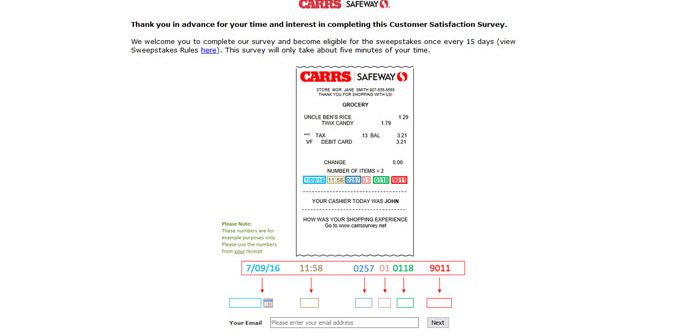 CARRS SAFEWAY
Thank you in advance for your time and interest in completing this Customer Satisfaction Survey.
We welcome you to complete our survey and become eligible for the sweepstakes once every 15 days (view
Sweepstakes Rules here). This survey will only take about five minutes of your time.
CARRS SAFEWAY
STORE MGR JANE SMITH 907-555-5555
THANK YOU FOR SHOPPING WITH US!
GROCERY
UNCLE BEN'S RICE 1.29
TWIX CANDY 1.79
*** TAX .13 BAL 3.21
VF DEBIT CARD 3.21
CHANGE 0.00
NUMBER OF ITEMS = 2
7/09/16 11:58 0257 01 0118 9011
YOUR CASHIER TODAY WAS JOHN
HOW WAS YOUR SHOPPING EXPERIENCE
Go to www.carrssurvey.net
Please Note:
These numbers are for
example purposes only.
Please use the numbers
from your receipt
7/09/16 11:58 0257 01 0118 9011
Your Email Please enter your email address Next